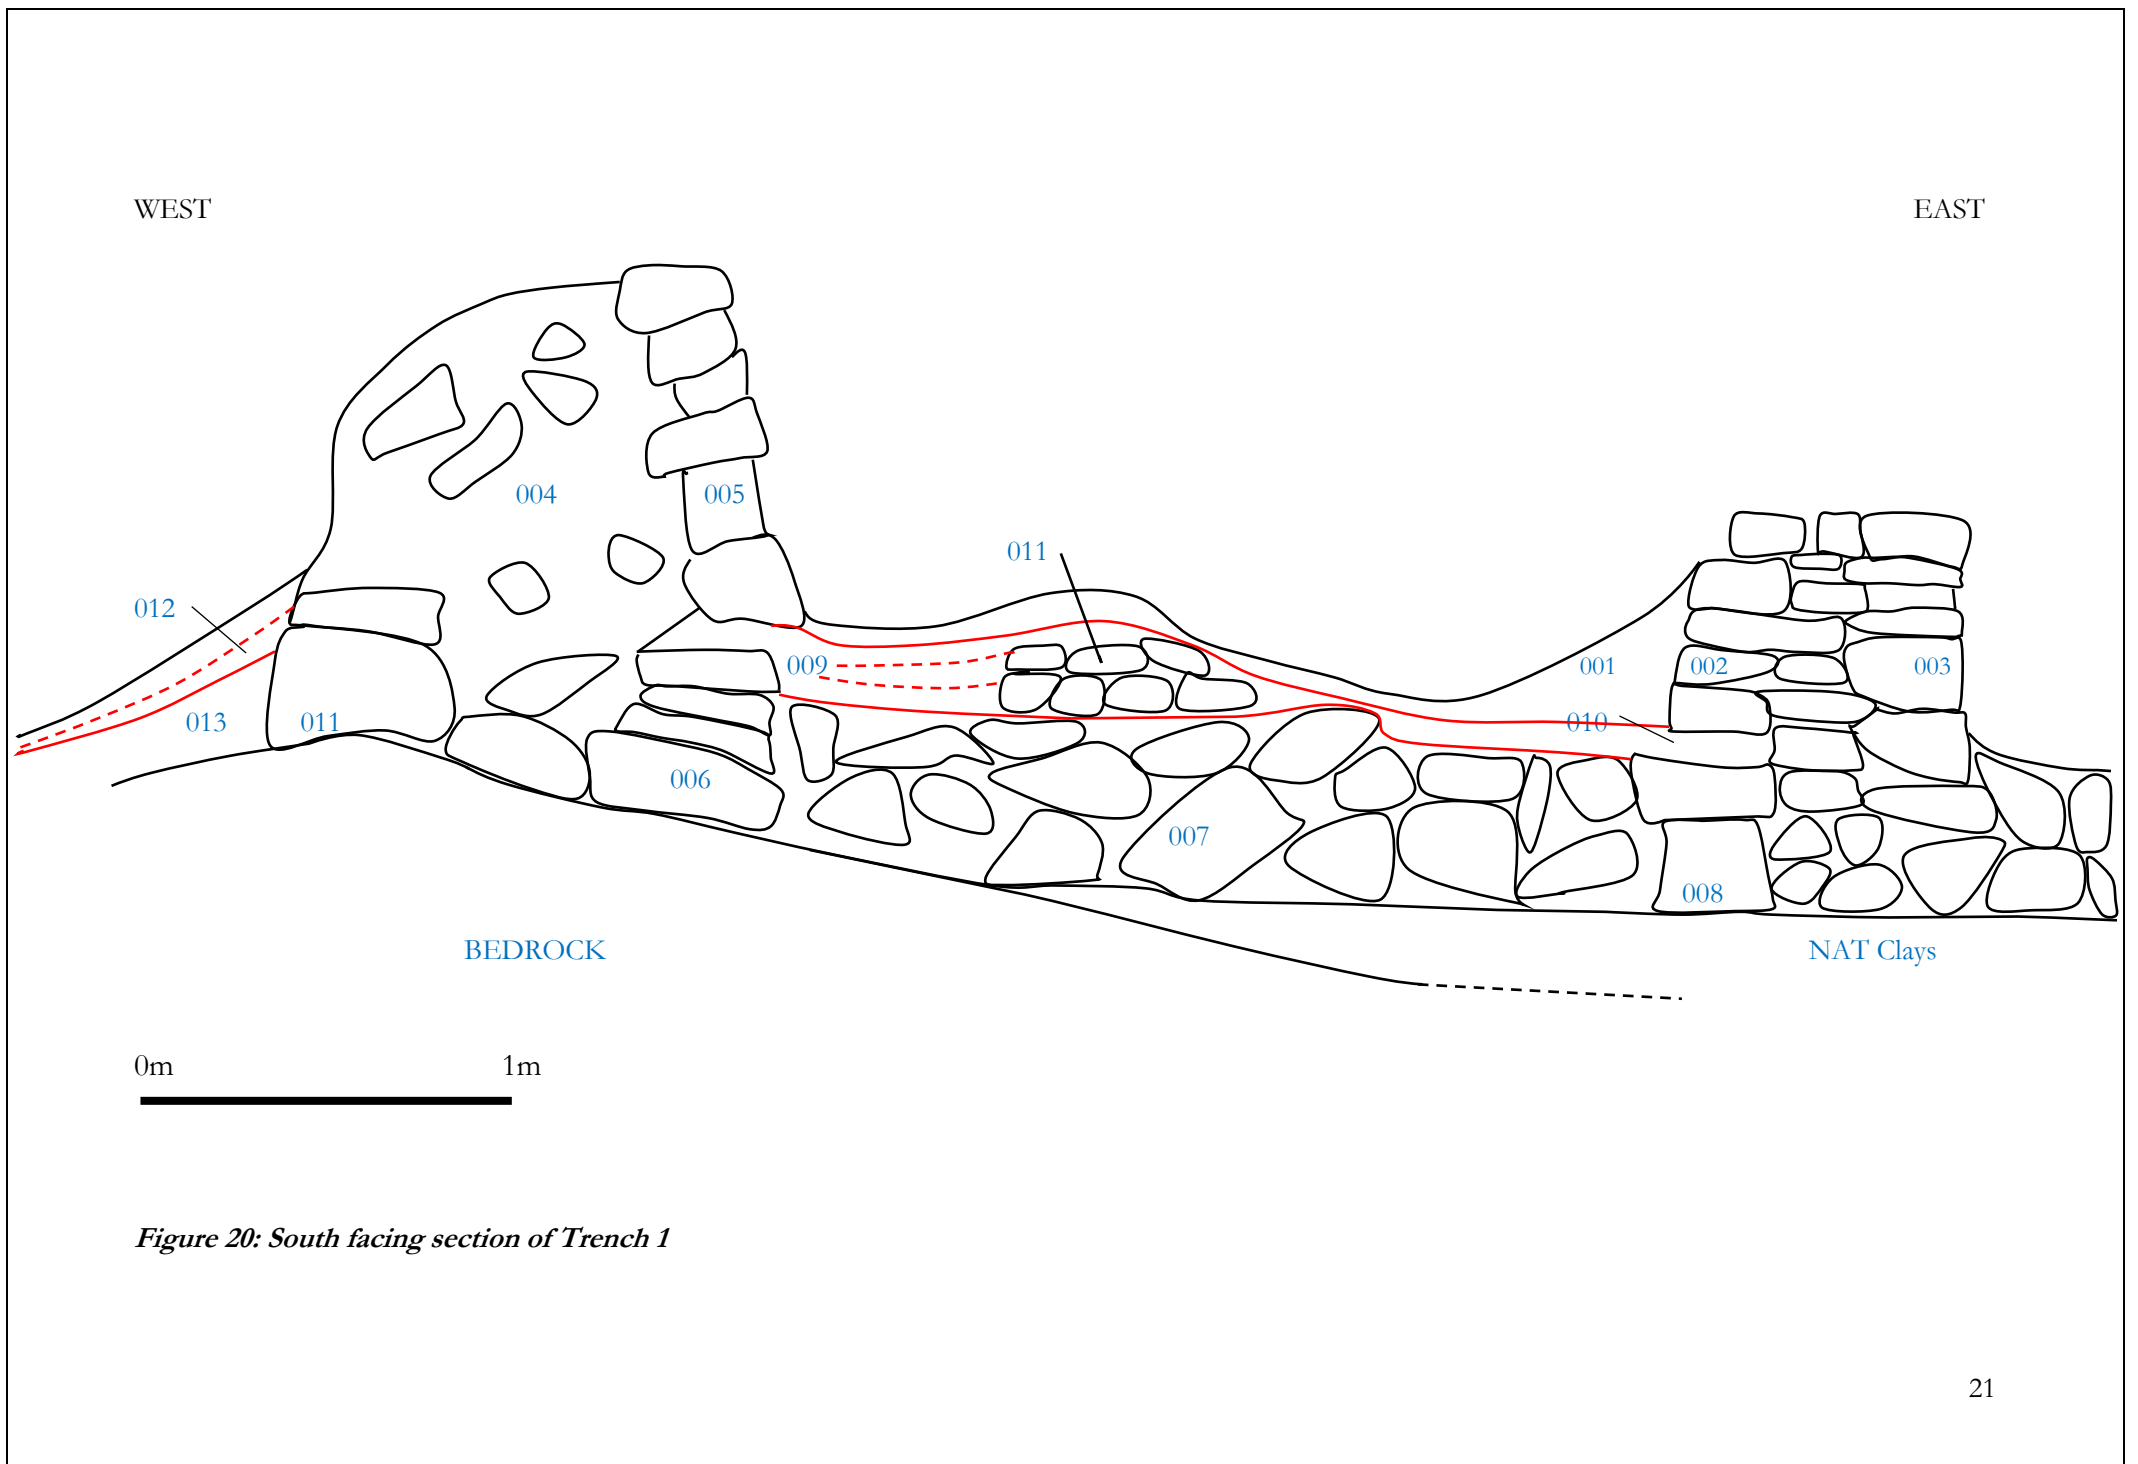 WEST
EAST
004
005
011
012
009
001
002
003
013
011
010
006
007
008
BEDROCK
NAT Clays
0m
1m
Figure 20: South facing section of Trench 1
21